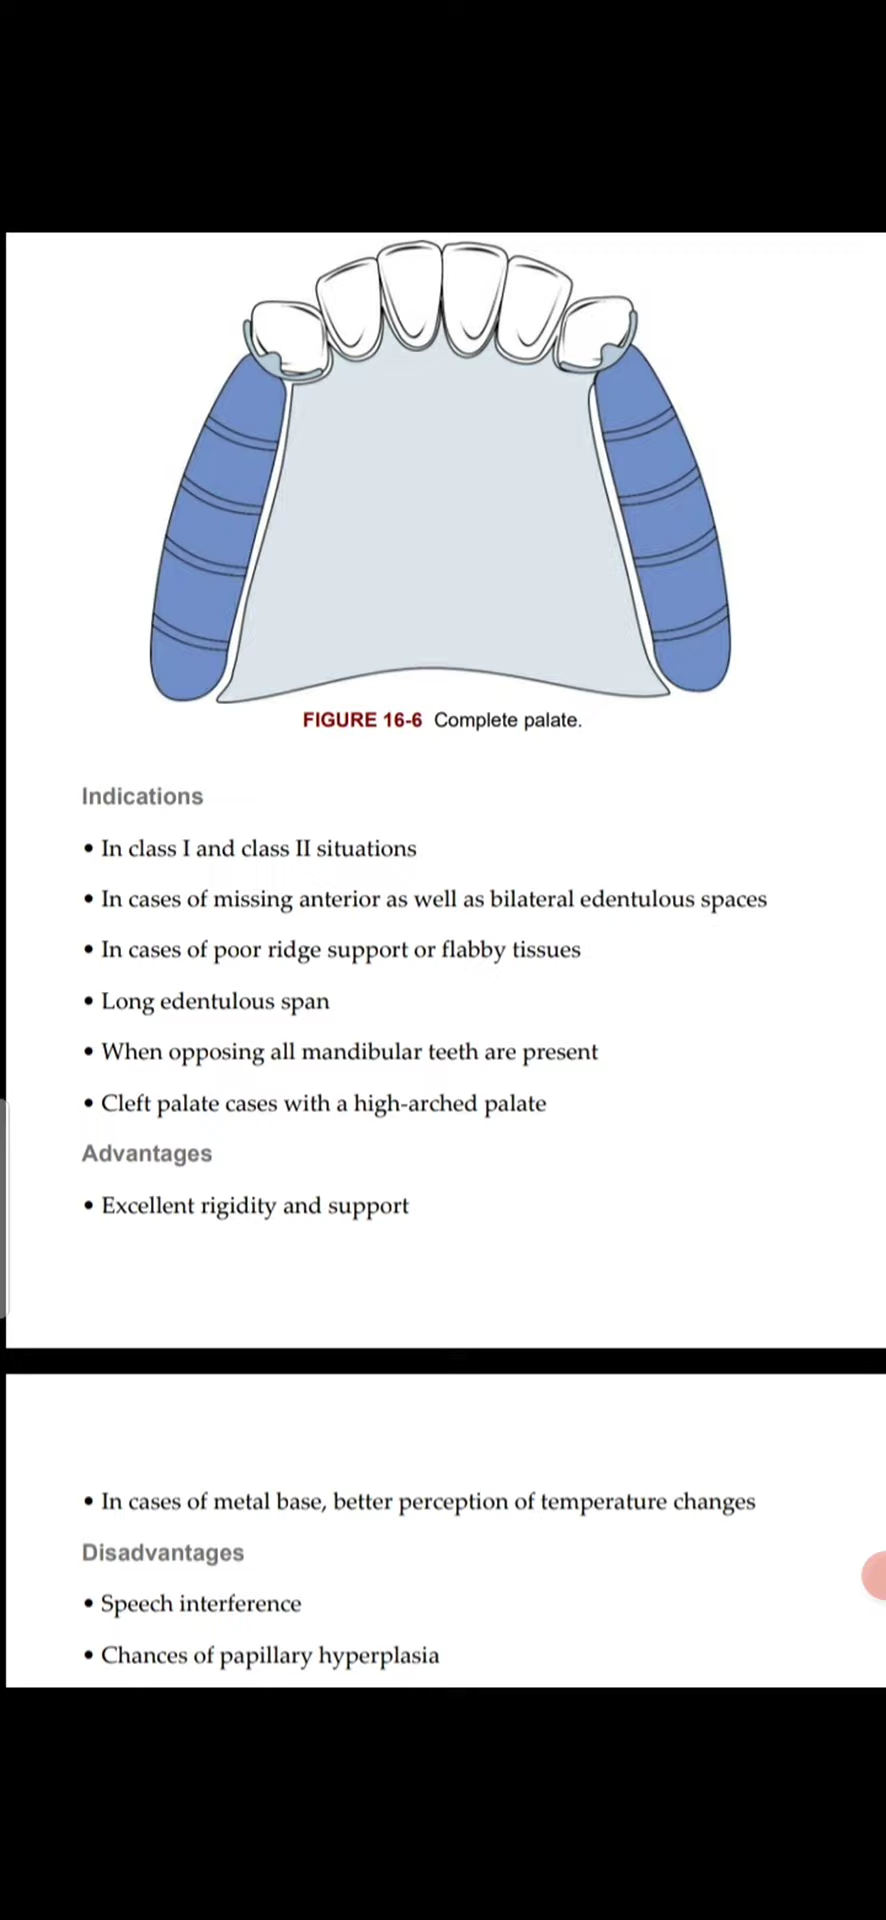 FIGURE 16-6 Complete palate.
Indications
• In class I and class II situations
• In cases of missing anterior as well as bilateral edentulous spaces
• In cases of poor ridge support or flabby tissues
• Long edentulous span
• When opposing all mandibular teeth are present
• Cleft palate cases with a high-arched palate
Advantages
• Excellent rigidity and support
• In cases of metal base, better perception of temperature changes
Disadvantages
• Speech interference
• Chances of papillary hyperplasia